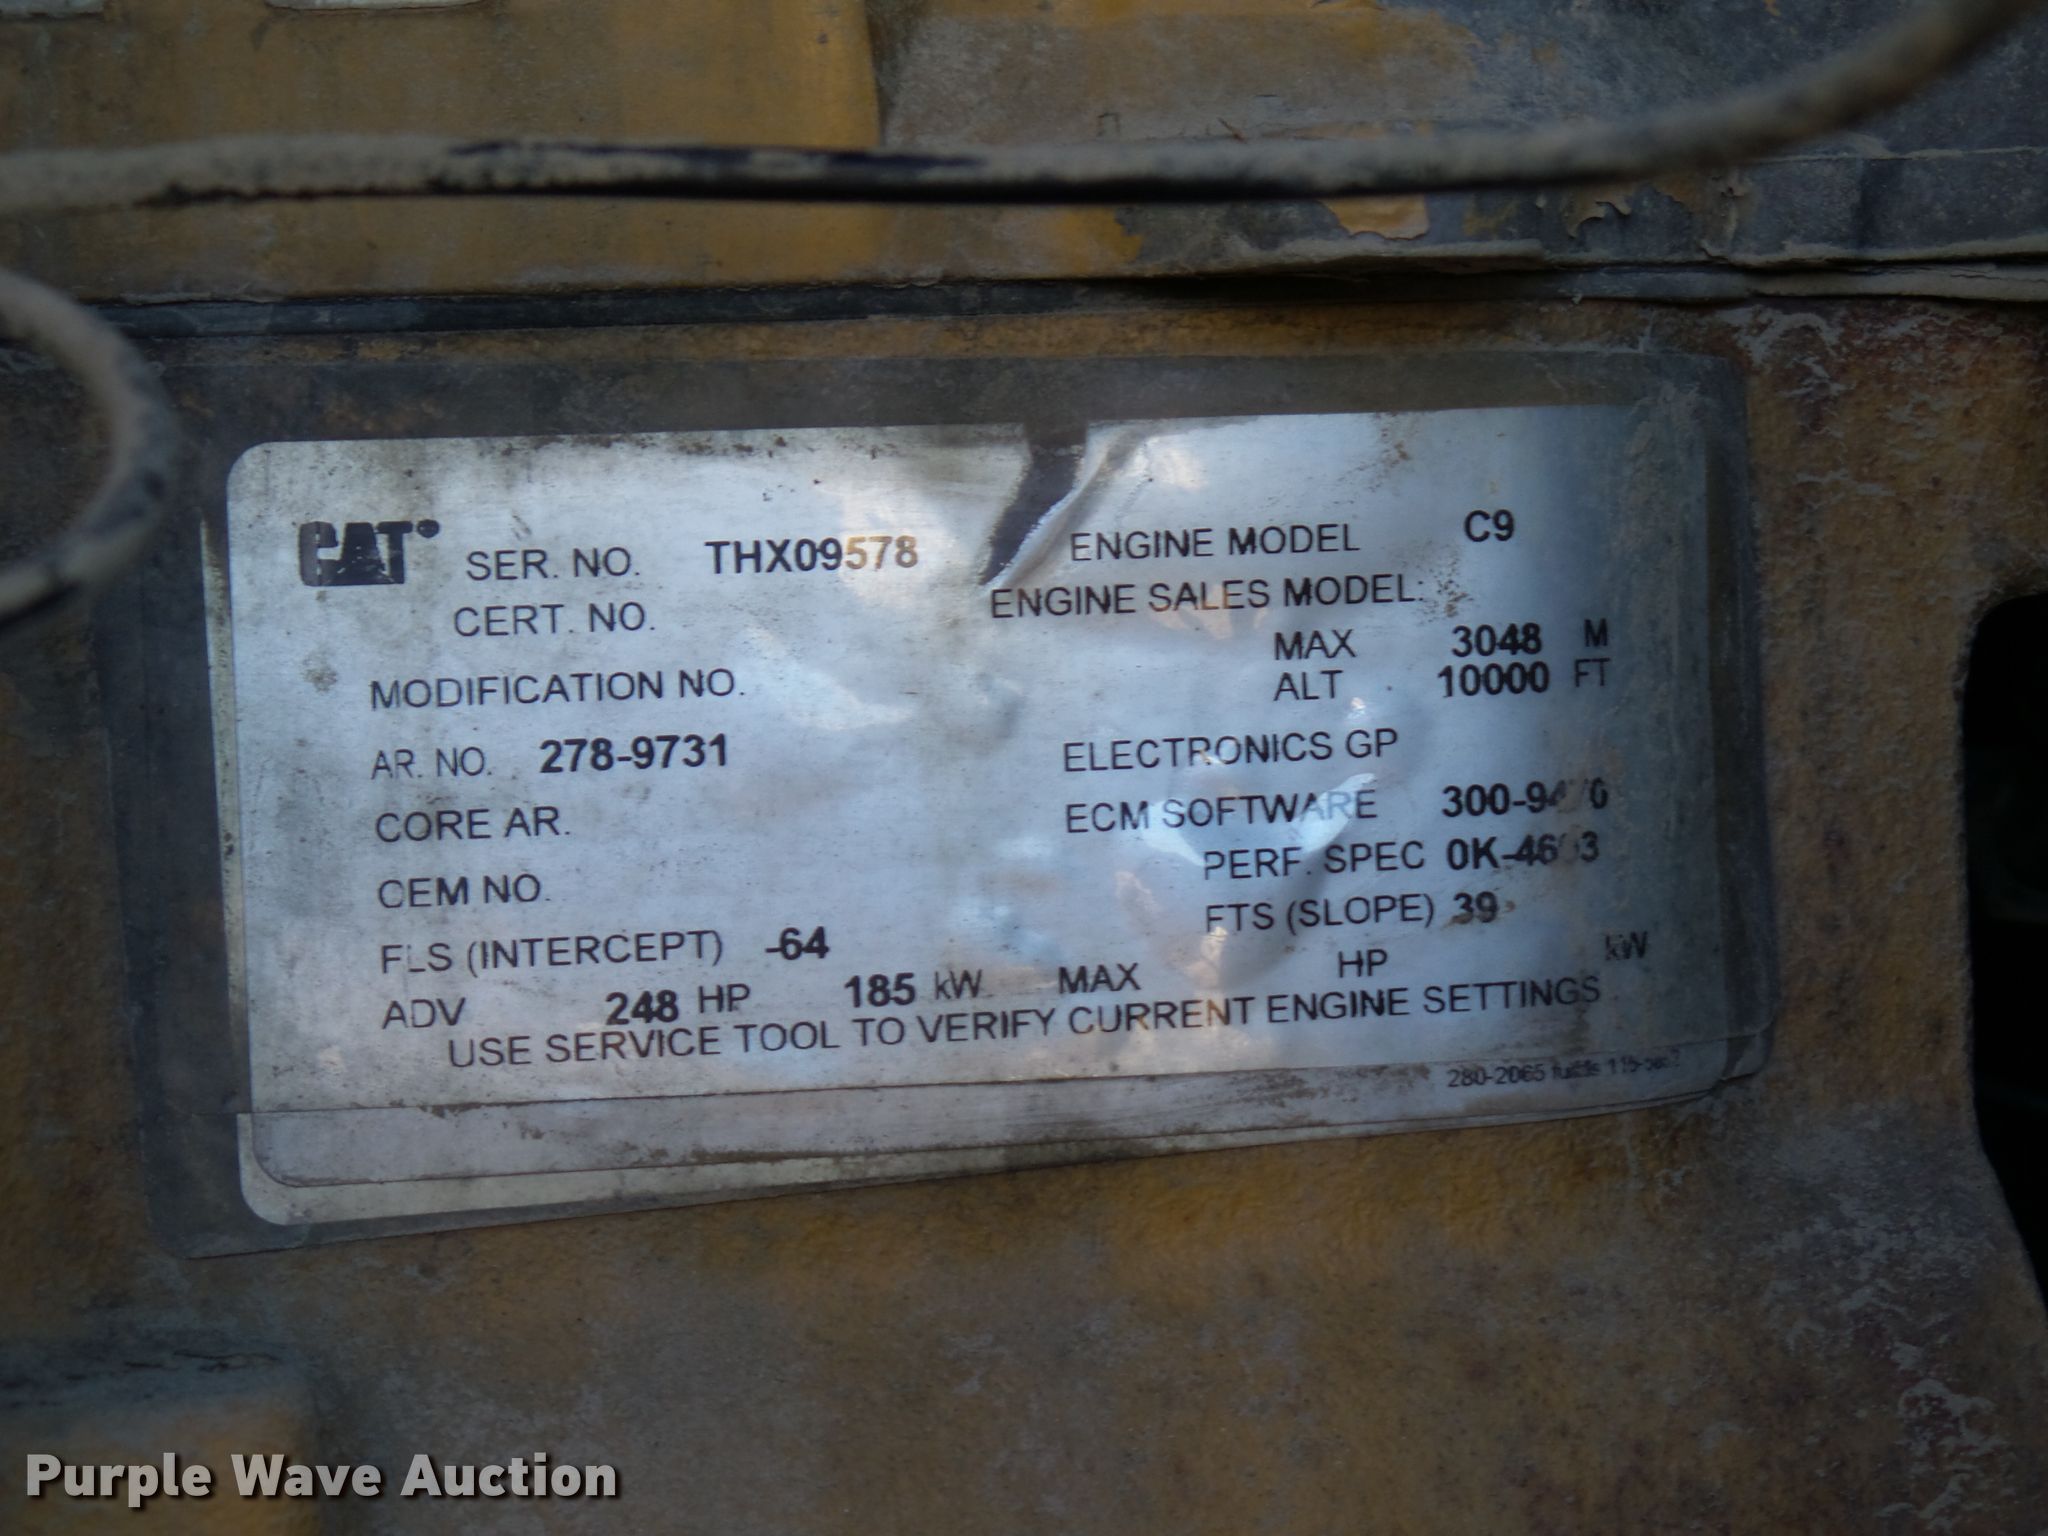 CAT SER. NO. THX09578 ENGINE MODEL C9
CERT. NO. ENGINE SALES MODEL:
MAX 3048 M
MODIFICATION NO. ALT 10000 FT
AR. NO. 278-9731 ELECTRONICS GP
CORE AR. ECM SOFTWARE
PERF. SPEC
OEM NO.
FLS (INTERCEPT) -64 FTS (SLOPE) 39
ADV 248 HP 185 kW MAX HP kW
USE SERVICE TOOL TO VERIFY CURRENT ENGINE SETTINGS
280-2065
Purple Wave Auction